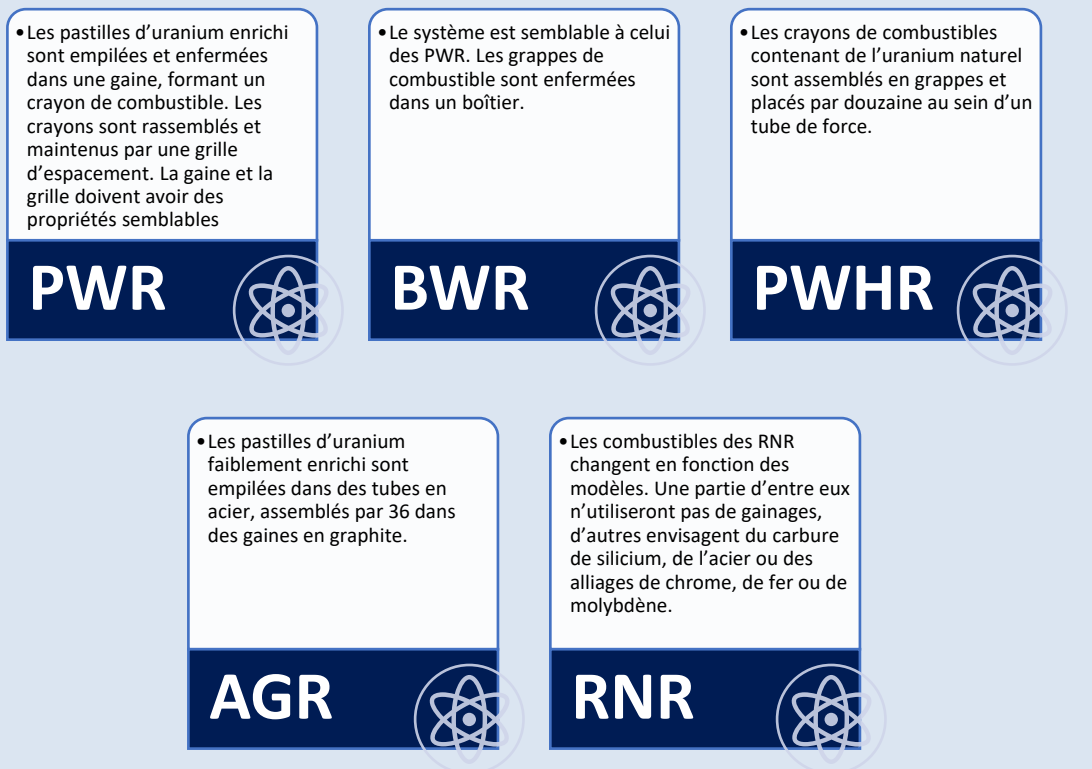 •Les pastilles d’uranium enrichi
sont empilées et enfermées
dans une gaine, formant un
crayon de combustible. Les
crayons sont rassemblés et
maintenus par une grille
d’espacement. La gaine et la
grille doivent avoir des
propriétés semblables
PWR
•Le système est semblable à celui
des PWR. Les grappes de
combustible sont enfermées
dans un boîtier.
BWR
•Les crayons de combustibles
contenant de l’uranium naturel
sont assemblés en grappes et
placés par douzaine au sein d’un
tube de force.
PWHR
•Les pastilles d’uranium
faiblement enrichi sont
empilées dans des tubes en
acier, assemblés par 36 dans
des gaines en graphite.
AGR
•Les combustibles des RNR
changent en fonction des
modèles. Une partie d’entre eux
n’utiliseront pas de gainages,
d’autres envisagent du carbure
de silicium, de l’acier ou des
alliages de chrome, de fer ou de
molybdène.
RNR